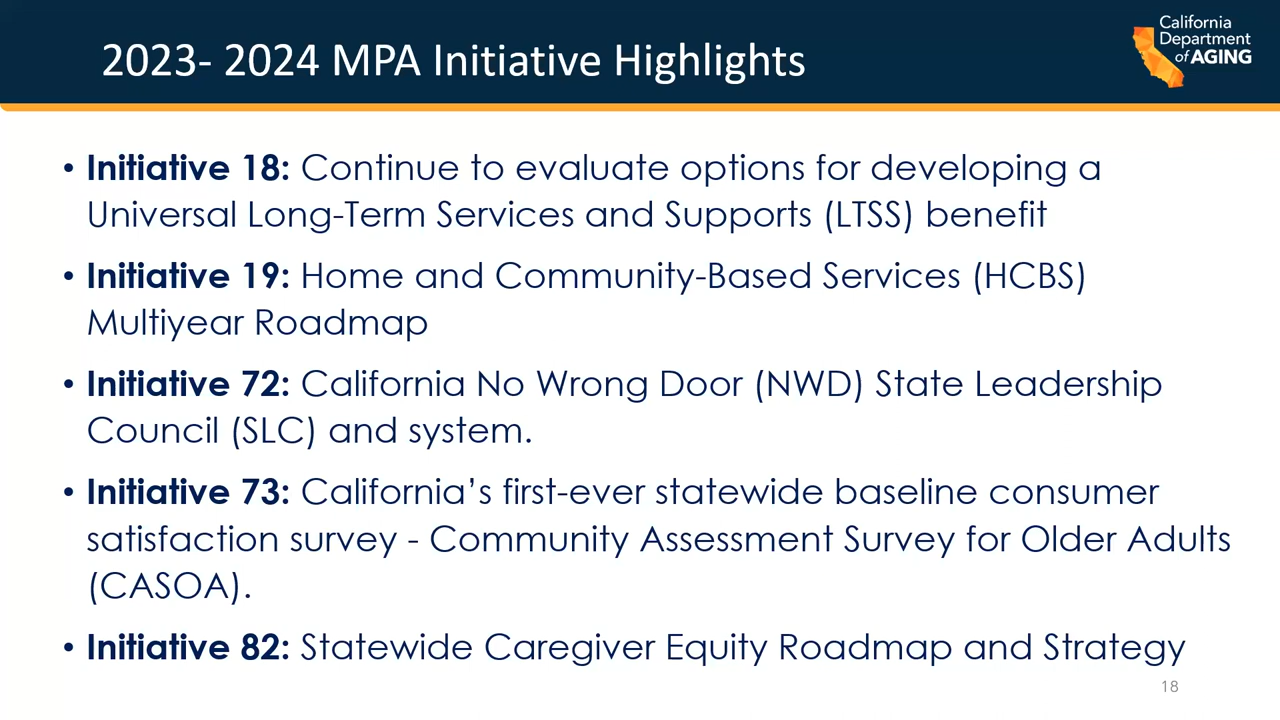 2023- 2024 MPA Initiative Highlights
California
Department
of AGING
• Initiative 18: Continue to evaluate options for developing a
Universal Long-Term Services and Supports (LTSS) benefit
• Initiative 19: Home and Community-Based Services (HCBS)
Multiyear Roadmap
• Initiative 72: California No Wrong Door (NWD) State Leadership
Council (SLC) and system.
• Initiative 73: California’s first-ever statewide baseline consumer
satisfaction survey - Community Assessment Survey for Older Adults
(CASOA).
• Initiative 82: Statewide Caregiver Equity Roadmap and Strategy
18